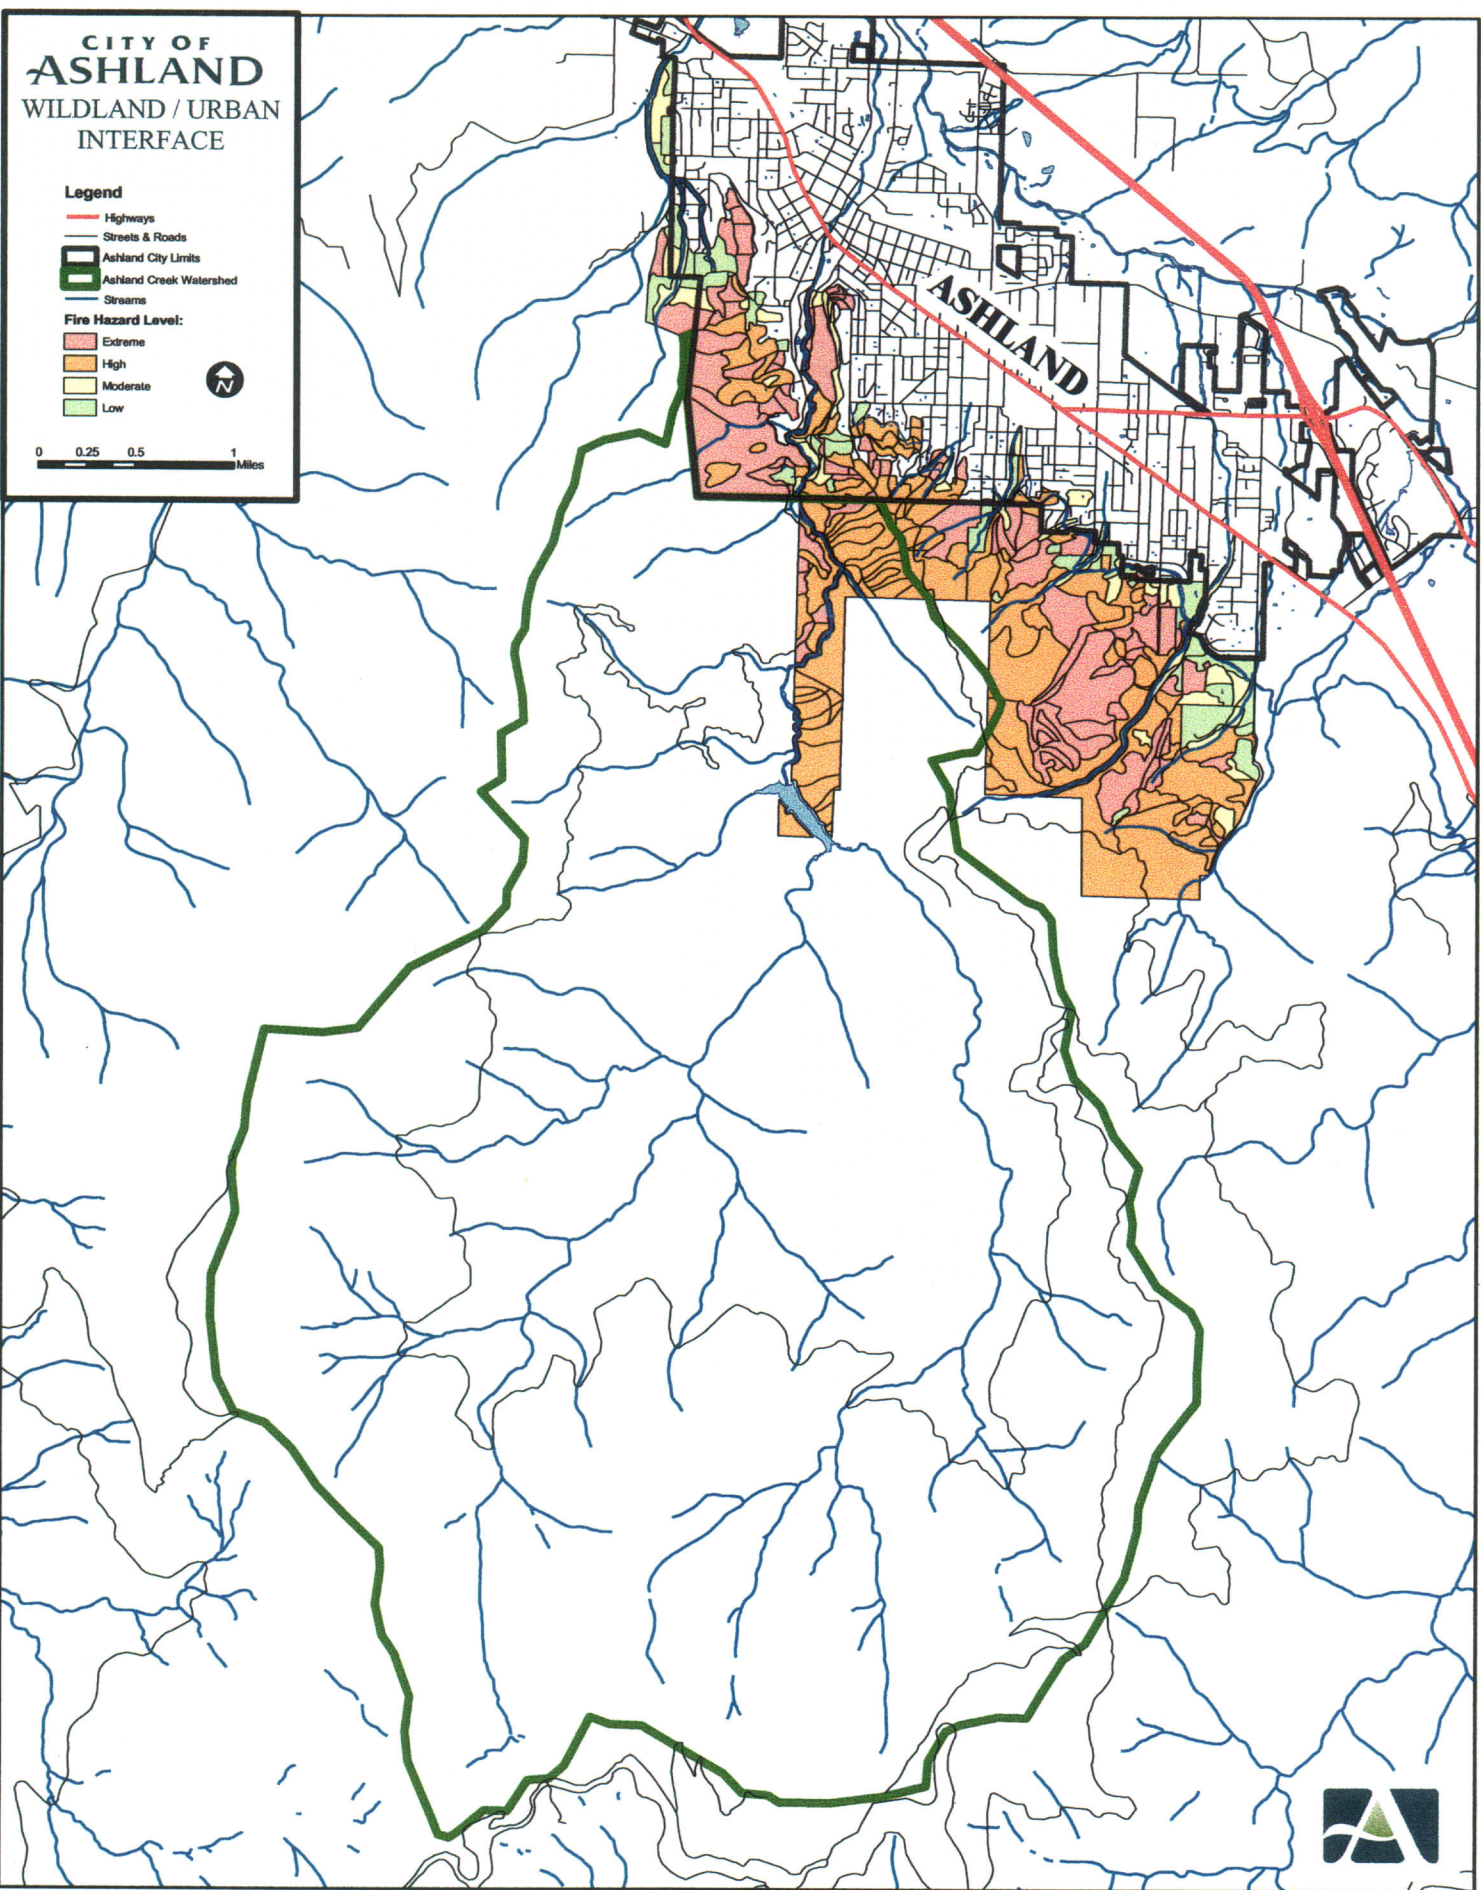 CITY OF
ASHLAND
WILDLAND / URBAN
INTERFACE
Legend
Highways
Streets & Roads
Ashland City Limits
Ashland Creek Watershed
Streams
Fire Hazard Level:
Extreme
High
Moderate
Low
N
0 0.25 0.5 1
Miles
ASHLAND